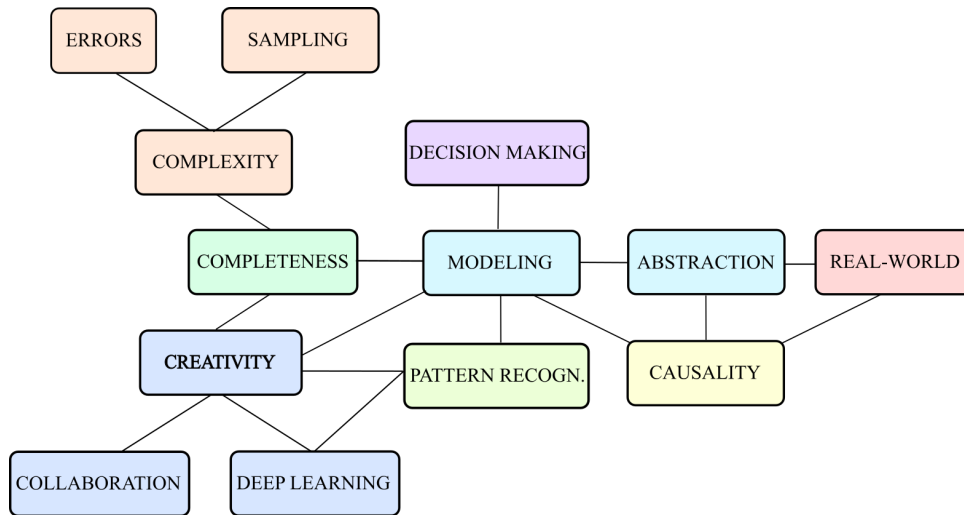 ERRORS
SAMPLING
COMPLEXITY
DECISION MAKING
COMPLETENESS
MODELING
ABSTRACTION
REAL-WORLD
CREATIVITY
PATTERN RECOGN.
CAUSALITY
COLLABORATION
DEEP LEARNING